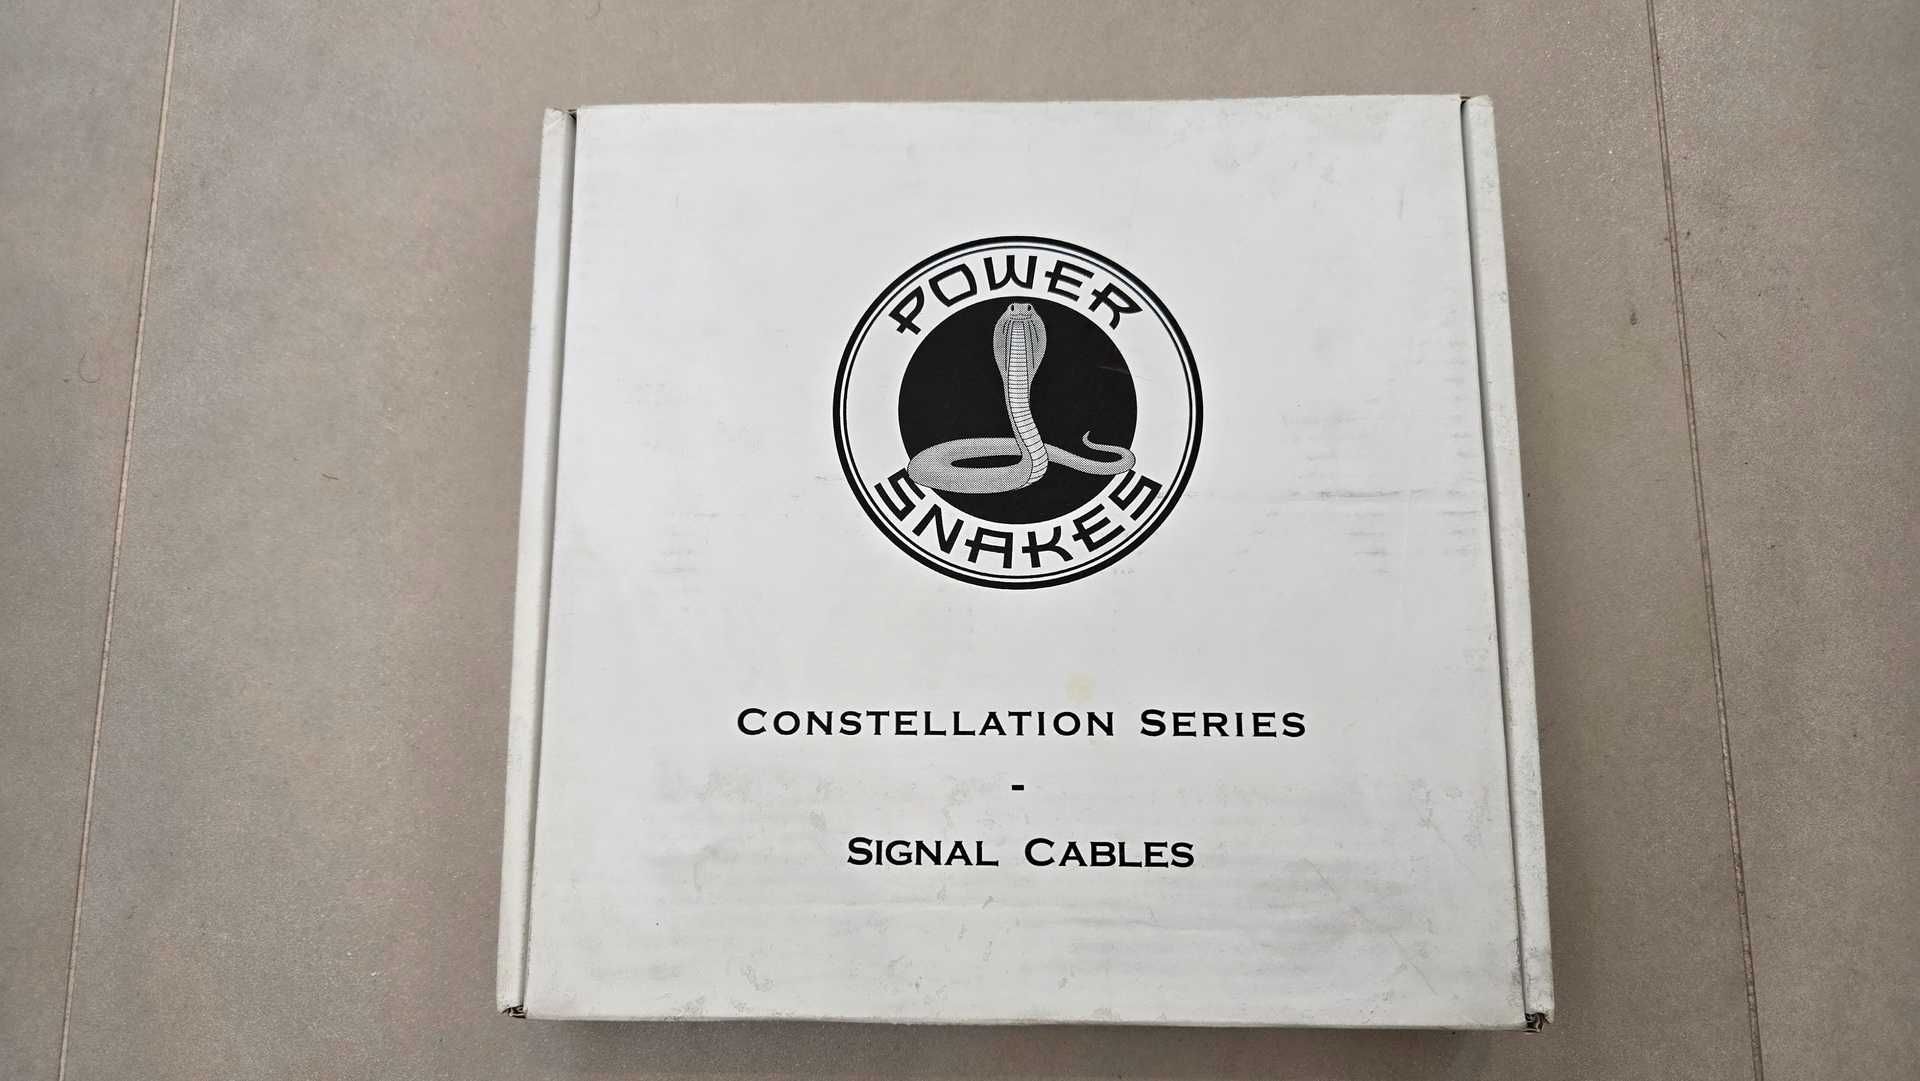 POWER
SNAKES
CONSTELLATION SERIES
-
SIGNAL CABLES